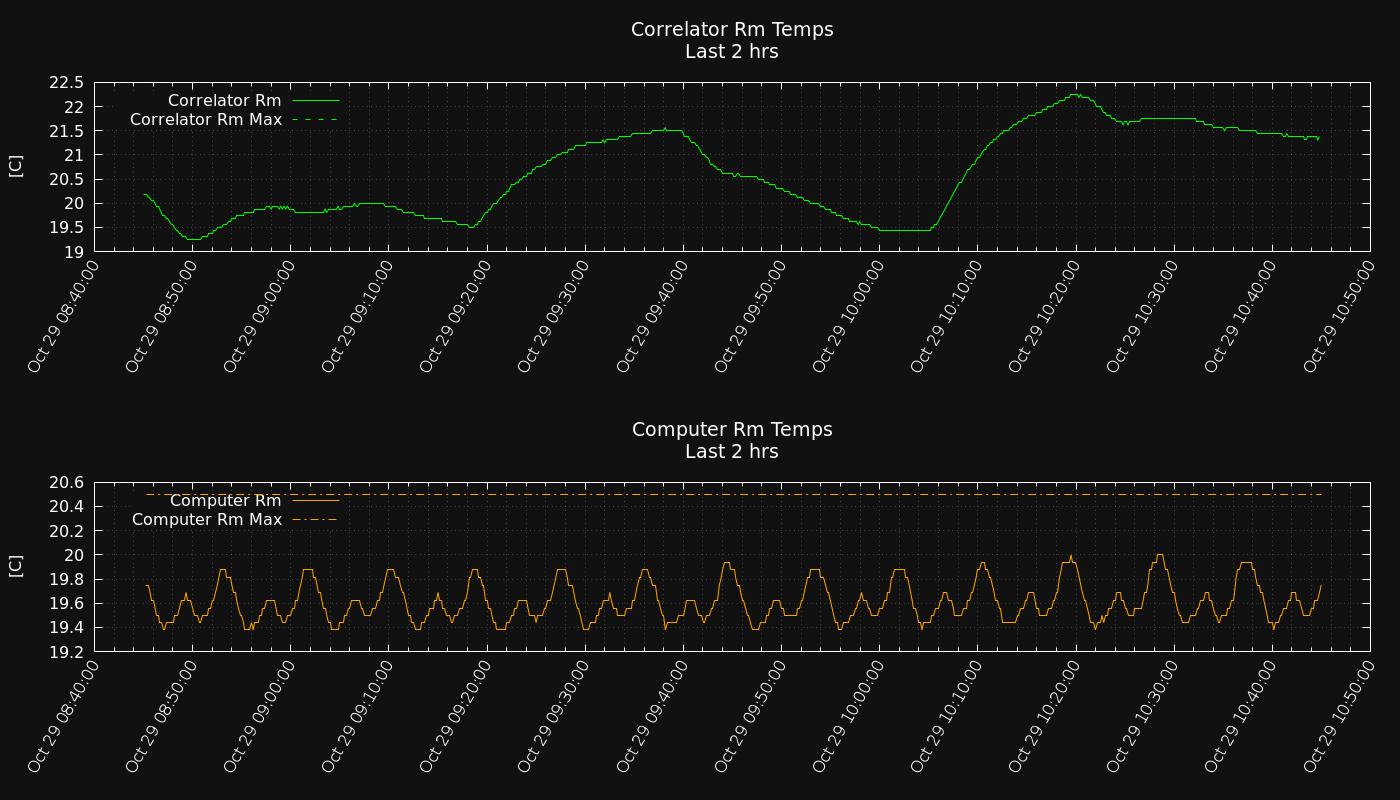 Correlator Rm Temps
Last 2 hrs
22.5
22
21.5
21
20.5
20
19.5
19
[C]
Correlator Rm
Correlator Rm Max
Oct 29 08:40:00
Oct 29 08:50:00
Oct 29 09:00:00
Oct 29 09:10:00
Oct 29 09:20:00
Oct 29 09:30:00
Oct 29 09:40:00
Oct 29 09:50:00
Oct 29 10:00:00
Oct 29 10:10:00
Oct 29 10:20:00
Oct 29 10:30:00
Oct 29 10:40:00
Oct 29 10:50:00
Computer Rm Temps
Last 2 hrs
20.6
20.4
20.2
20
19.8
19.6
19.4
19.2
[C]
Computer Rm
Computer Rm Max
Oct 29 08:40:00
Oct 29 08:50:00
Oct 29 09:00:00
Oct 29 09:10:00
Oct 29 09:20:00
Oct 29 09:30:00
Oct 29 09:40:00
Oct 29 09:50:00
Oct 29 10:00:00
Oct 29 10:10:00
Oct 29 10:20:00
Oct 29 10:30:00
Oct 29 10:40:00
Oct 29 10:50:00